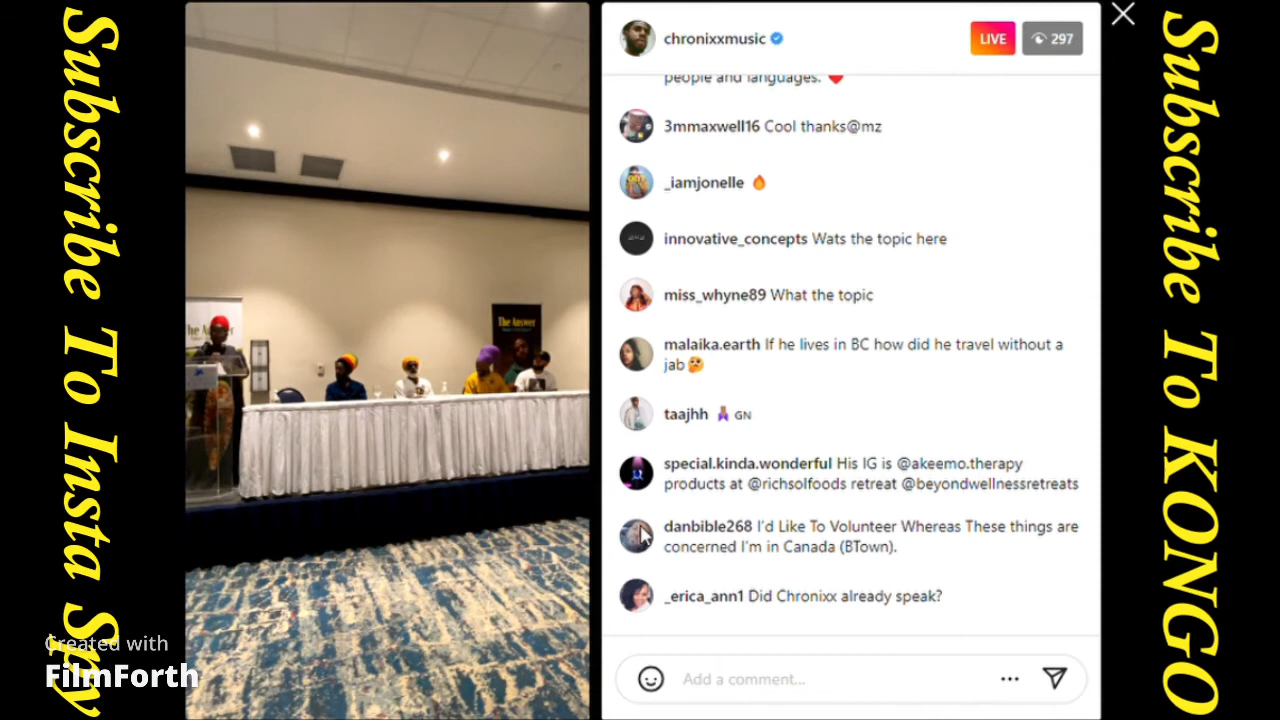 Subscribe To Insta Spy
The Answer
The Answer
chronixxmusic
LIVE
297
people and languages. ❤️
3mmaxwell16 Cool thanks@mz
_iamjonelle 🔥
innovative_concepts Wats the topic here
miss_whyne89 What the topic
malaika.earth If he lives in BC how did he travel without a
jab🤔
taajhh 🧘🏽‍♀️ GN
special.kinda.wonderful His IG is @akeemo.therapy
products at @richsolfoods retreat @beyondwellnessretreats
danbible268 I'd Like To Volunteer Whereas These things are
concerned I'm in Canada (BTown).
_erica_ann1 Did Chronixx already speak?
Add a comment...
Subscribe To KONGO
Created with
FilmForth